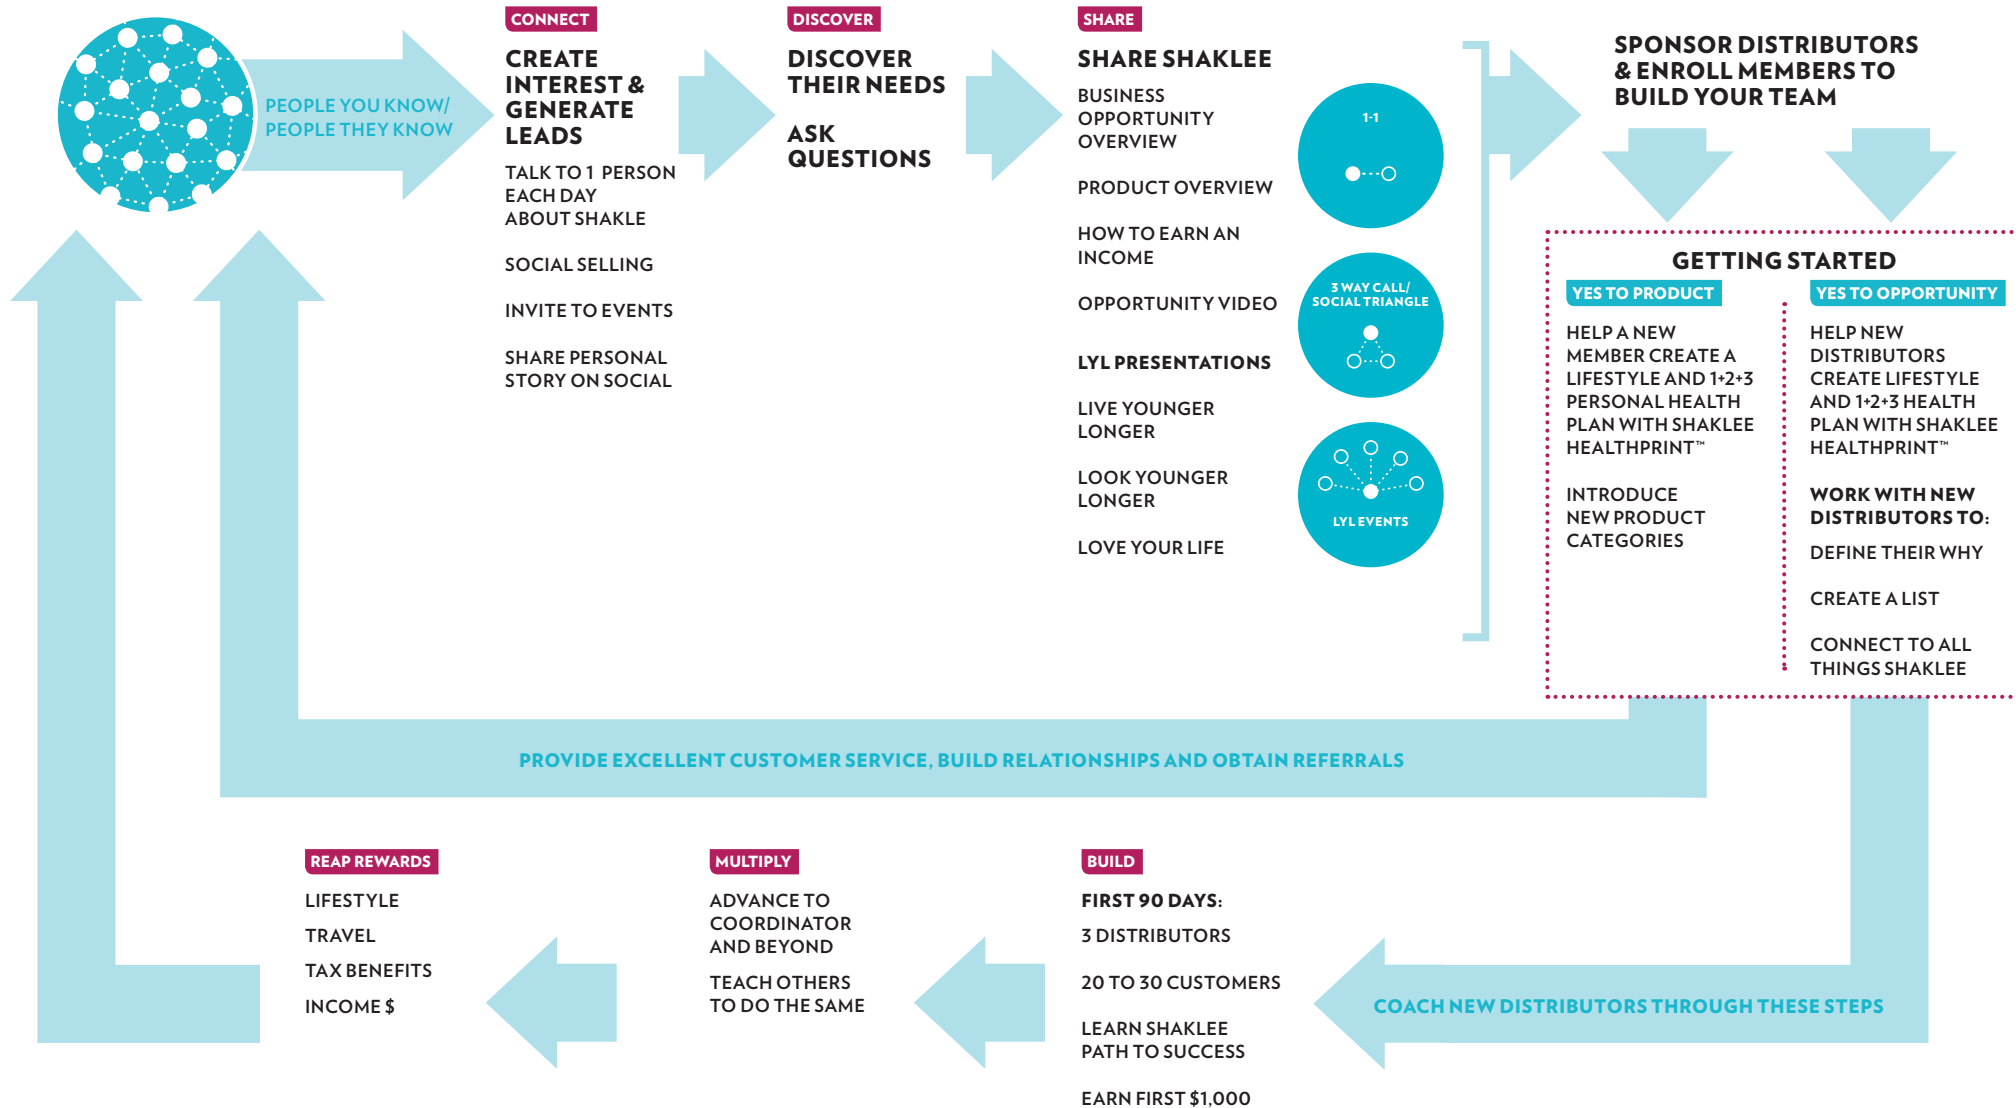 PEOPLE YOU KNOW/
PEOPLE THEY KNOW
CONNECT
CREATE
INTEREST &
GENERATE
LEADS
TALK TO 1 PERSON
EACH DAY
ABOUT SHAKLE
SOCIAL SELLING
INVITE TO EVENTS
SHARE PERSONAL
STORY ON SOCIAL
DISCOVER
DISCOVER
THEIR NEEDS
ASK
QUESTIONS
SHARE
SHARE SHAKLEE
BUSINESS
OPPORTUNITY
OVERVIEW
PRODUCT OVERVIEW
HOW TO EARN AN
INCOME
OPPORTUNITY VIDEO
LYL PRESENTATIONS
LIVE YOUNGER
LONGER
LOOK YOUNGER
LONGER
LOVE YOUR LIFE
1-1
3 WAY CALL/
SOCIAL TRIANGLE
LYL EVENTS
SPONSOR DISTRIBUTORS
& ENROLL MEMBERS TO
BUILD YOUR TEAM
GETTING STARTED
YES TO PRODUCT
HELP A NEW
MEMBER CREATE A
LIFESTYLE AND 1+2+3
PERSONAL HEALTH
PLAN WITH SHAKLEE
HEALTHPRINT™
INTRODUCE
NEW PRODUCT
CATEGORIES
YES TO OPPORTUNITY
HELP NEW
DISTRIBUTORS
CREATE LIFESTYLE
AND 1+2+3 HEALTH
PLAN WITH SHAKLEE
HEALTHPRINT™
WORK WITH NEW
DISTRIBUTORS TO:
DEFINE THEIR WHY
CREATE A LIST
CONNECT TO ALL
THINGS SHAKLEE
PROVIDE EXCELLENT CUSTOMER SERVICE, BUILD RELATIONSHIPS AND OBTAIN REFERRALS
COACH NEW DISTRIBUTORS THROUGH THESE STEPS
BUILD
FIRST 90 DAYS:
3 DISTRIBUTORS
20 TO 30 CUSTOMERS
LEARN SHAKLEE
PATH TO SUCCESS
EARN FIRST $1,000
MULTIPLY
ADVANCE TO
COORDINATOR
AND BEYOND
TEACH OTHERS
TO DO THE SAME
REAP REWARDS
LIFESTYLE
TRAVEL
TAX BENEFITS
INCOME $